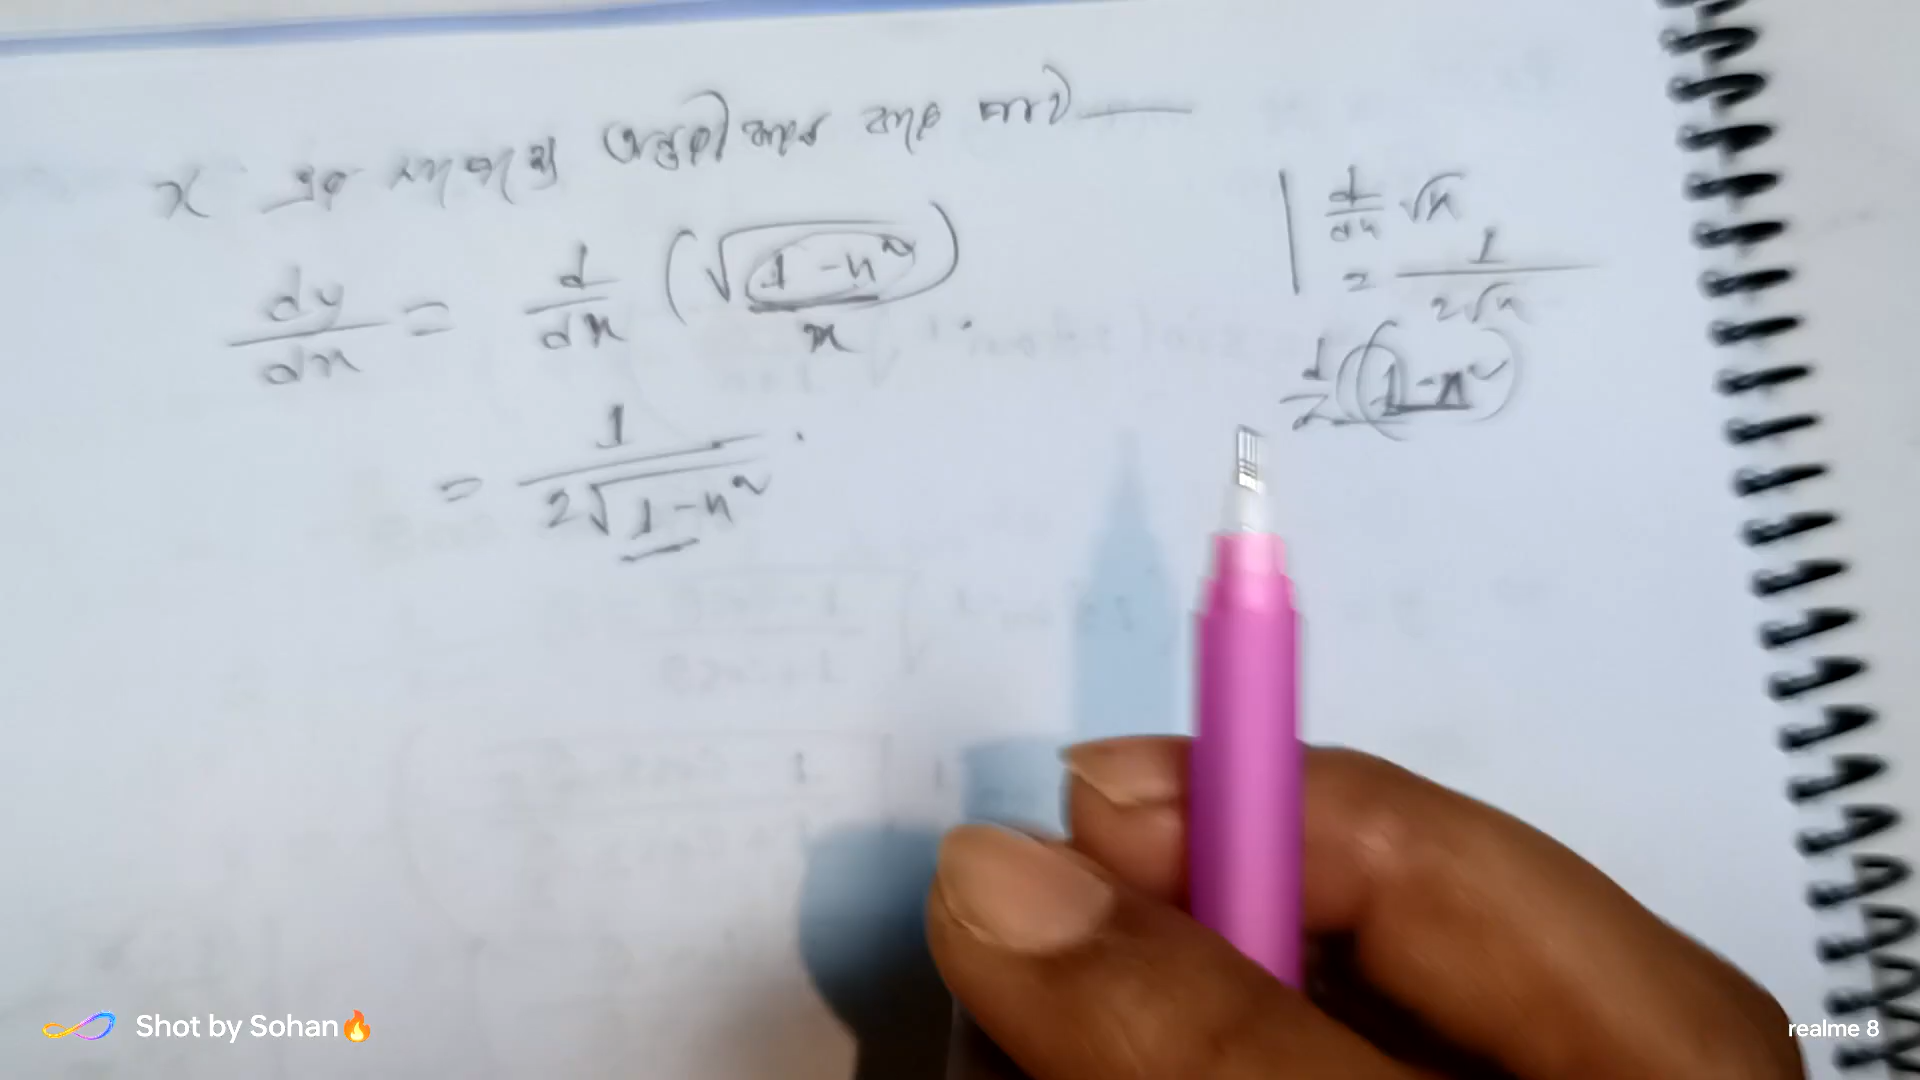 x এর সাপেক্ষে অন্তরীকরণ করে পাই —
dy/dx = d/dx (√(1-x²))
x
= 1/(2√(1-x²)) .
d/dx √x
= 1/(2√x)
(1-x²)
Shot by Sohan🔥
realme 8